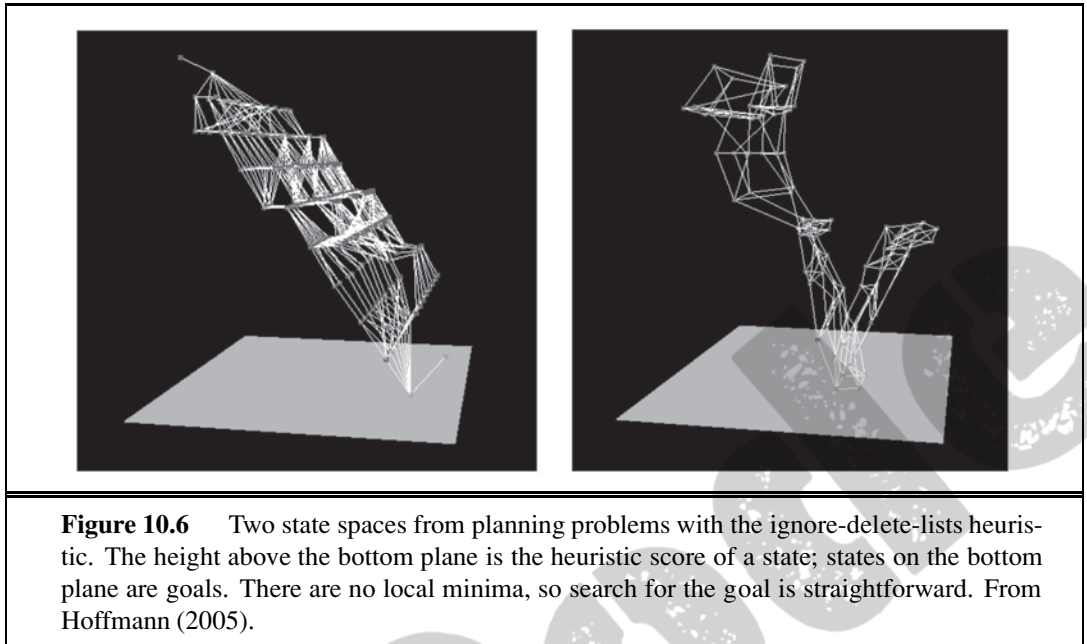 Figure 10.6 Two state spaces from planning problems with the ignore-delete-lists heuris-
tic. The height above the bottom plane is the heuristic score of a state; states on the bottom
plane are goals. There are no local minima, so search for the goal is straightforward. From
Hoffmann (2005).